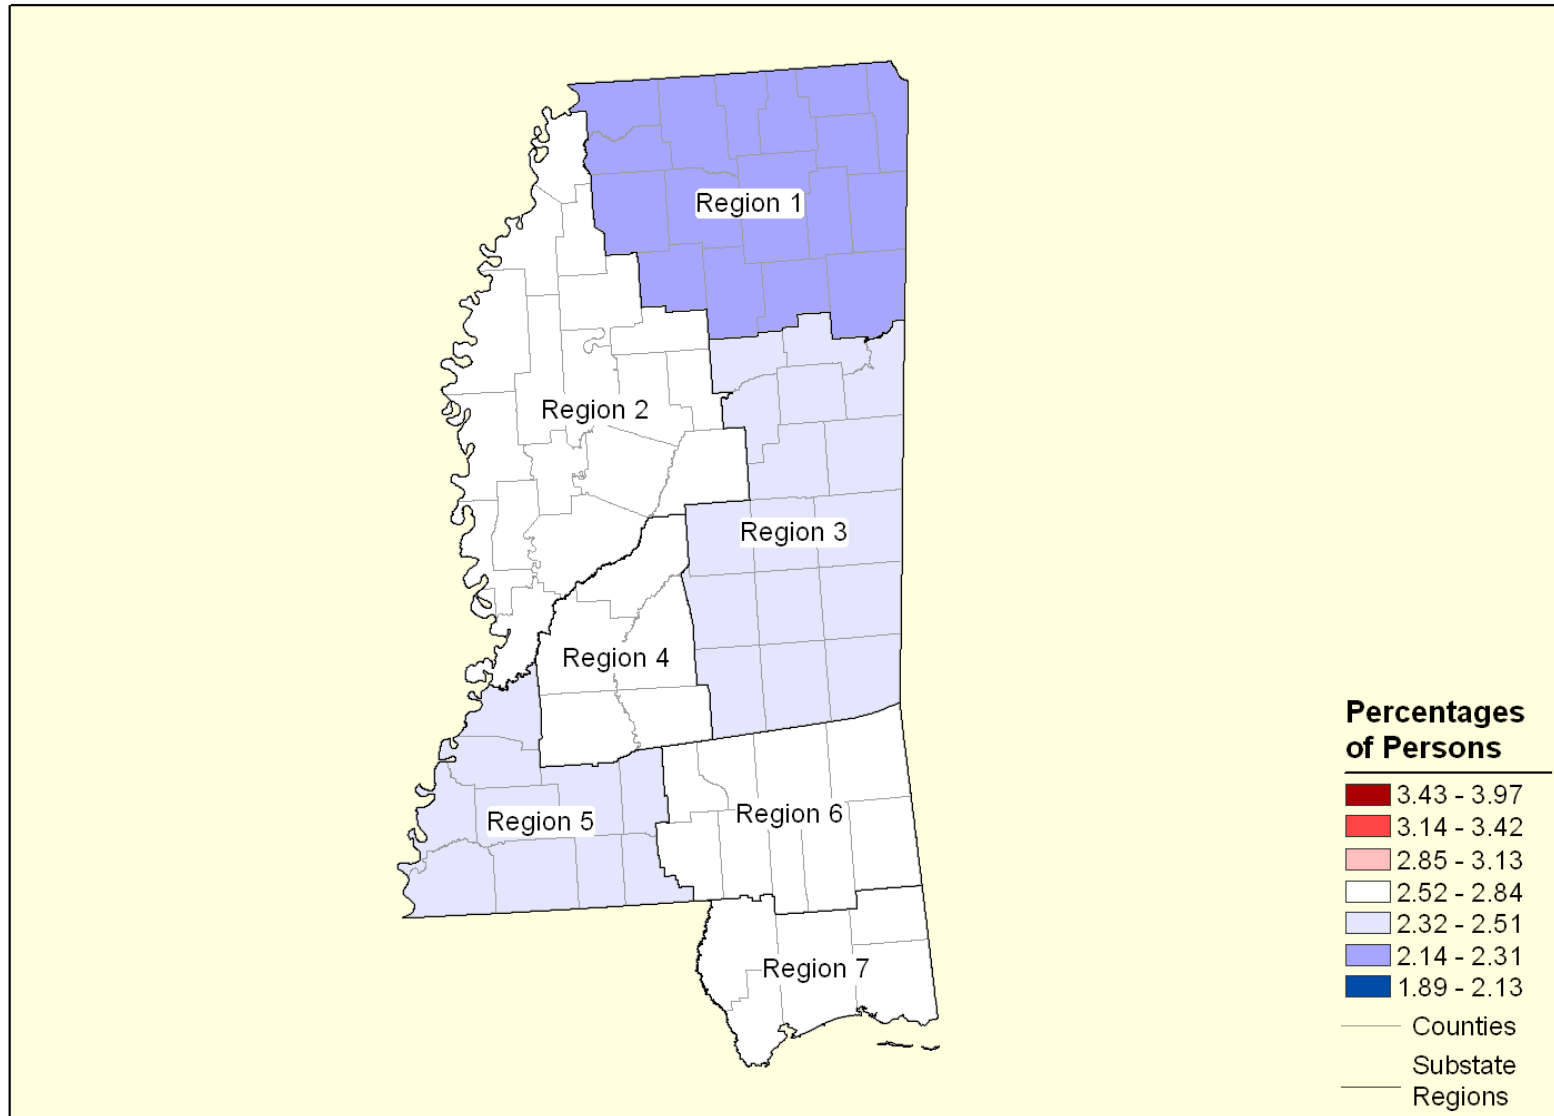 Region 1
Region 2
Region 3
Region 4
Region 5
Region 6
Region 7
Percentages
of Persons
3.43 - 3.97
3.14 - 3.42
2.85 - 3.13
2.52 - 2.84
2.32 - 2.51
2.14 - 2.31
1.89 - 2.13
Counties
Substate
Regions